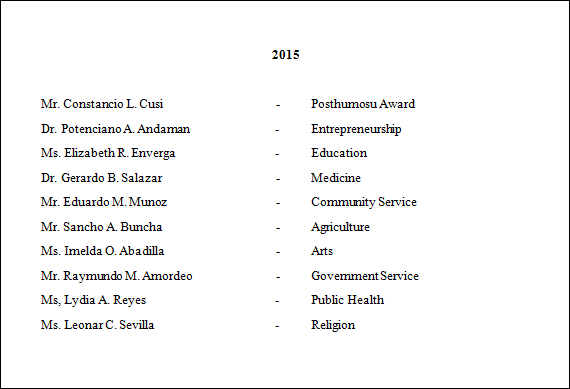 2015
Mr. Constancio L. Cusi - Posthumosu Award
Dr. Potenciano A. Andaman - Entrepreneurship
Ms. Elizabeth R. Enverga - Education
Dr. Gerardo B. Salazar - Medicine
Mr. Eduardo M. Munoz - Community Service
Mr. Sancho A. Buncha - Agriculture
Ms. Imelda O. Abadilla - Arts
Mr. Raymundo M. Amordeo - Government Service
Ms, Lydia A. Reyes - Public Health
Ms. Leonar C. Sevilla - Religion